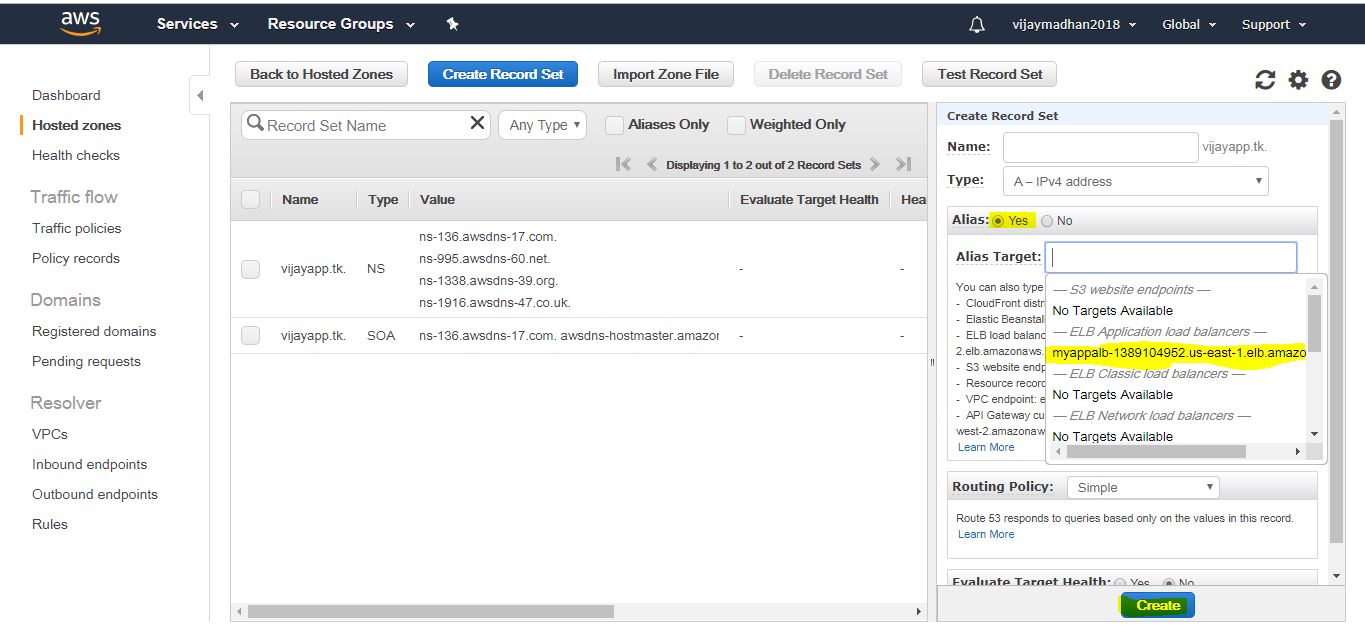 aws Services Resource Groups vijaymadhan2018 Global Support
Dashboard
Hosted zones
Health checks
Traffic flow
Traffic policies
Policy records
Domains
Registered domains
Pending requests
Resolver
VPCs
Inbound endpoints
Outbound endpoints
Rules
Back to Hosted Zones Create Record Set Import Zone File Delete Record Set Test Record Set
Record Set Name Any Type Aliases Only Weighted Only
Displaying 1 to 2 out of 2 Record Sets
Name Type Value Evaluate Target Health Heal
vijayapp.tk. NS
ns-136.awsdns-17.com.
ns-995.awsdns-60.net.
ns-1338.awsdns-39.org.
ns-1916.awsdns-47.co.uk.
- -
vijayapp.tk. SOA ns-136.awsdns-17.com. awsdns-hostmaster.amazor - -
Create Record Set
Name: vijayapp.tk.
Type: A – IPv4 address
Alias: Yes No
Alias Target:
You can also type
- CloudFront distr
- Elastic Beanstal
- ELB load balanc
2.elb.amazonaws.
- S3 website endp
- Resource record
- VPC endpoint: e
- API Gateway cu
west-2.amazonaw
Learn More
— S3 website endpoints —
No Targets Available
— ELB Application load balancers —
myappalb-1389104952.us-east-1.elb.amazo
— ELB Classic load balancers —
No Targets Available
— ELB Network load balancers —
No Targets Available
Routing Policy: Simple
Route 53 responds to queries based only on the values in this record.
Learn More
Evaluate Target Health: Yes No
Create